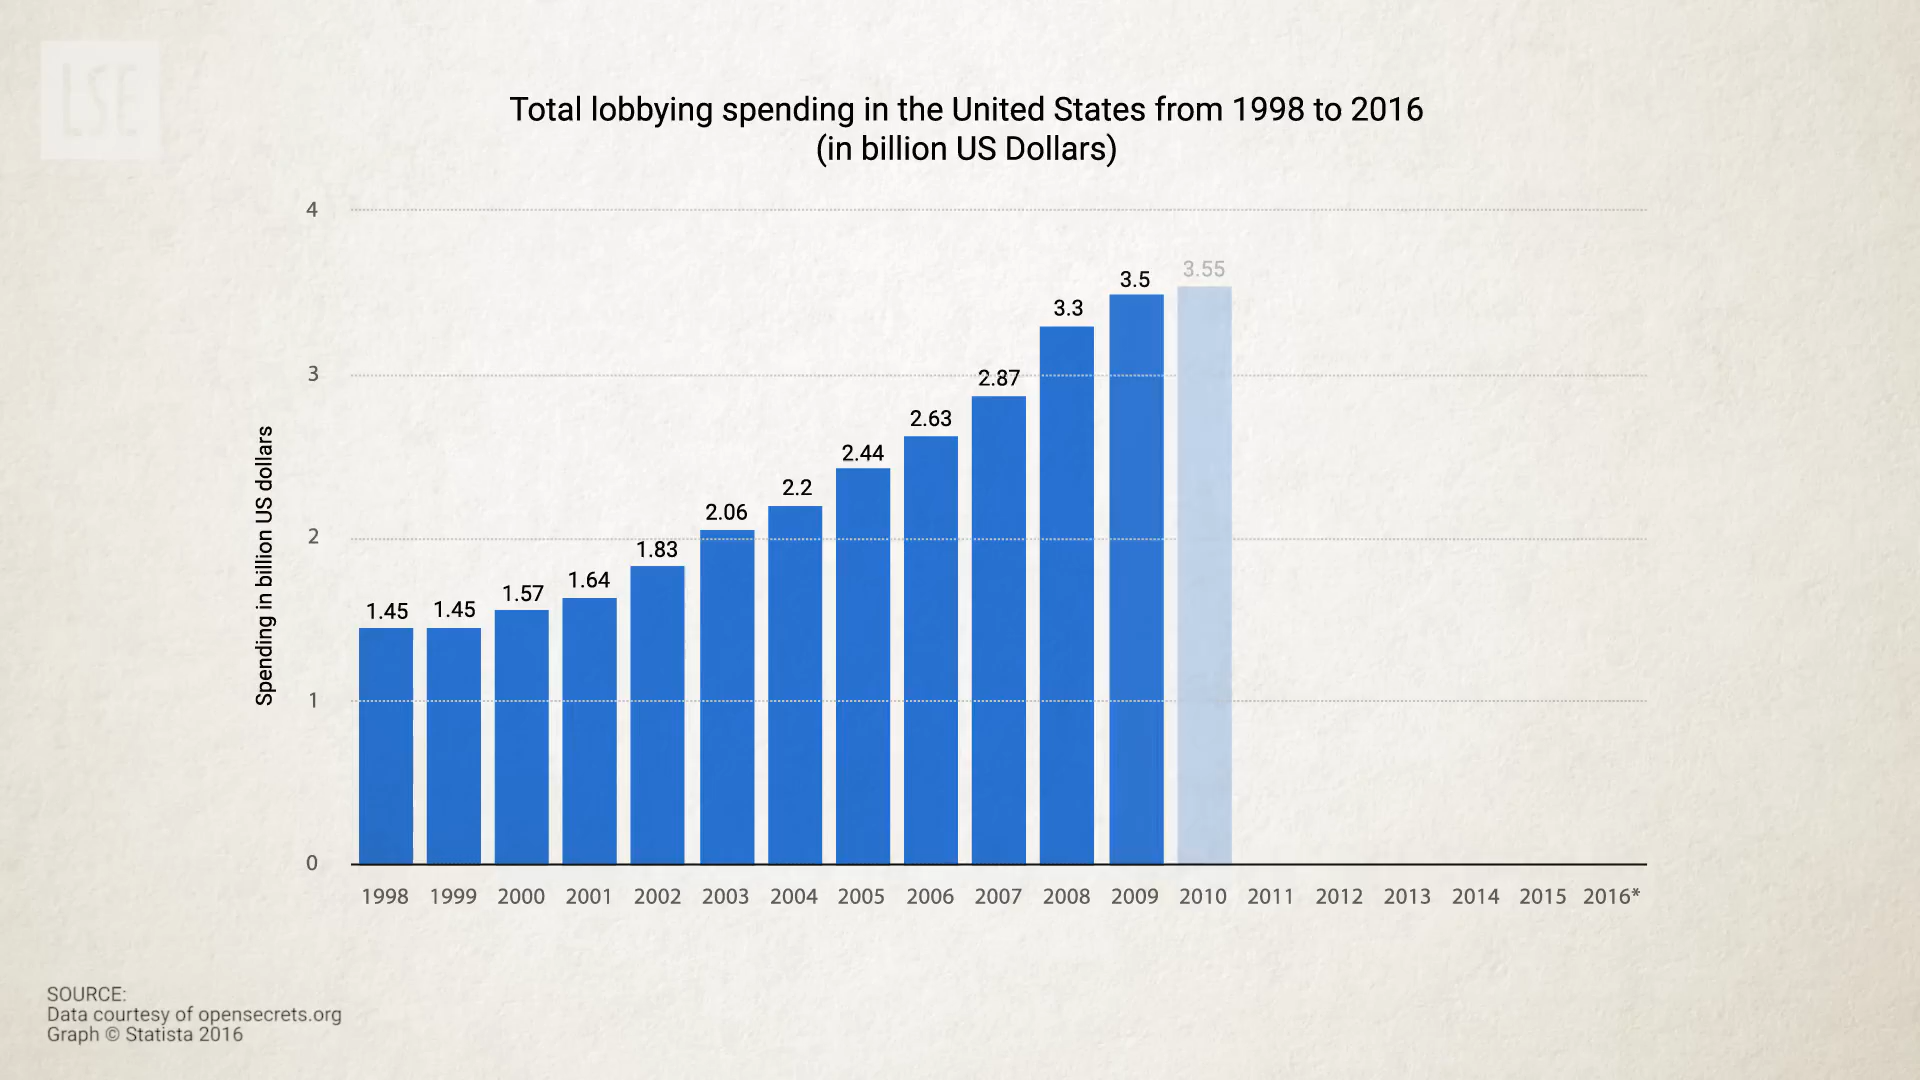 LSE
Total lobbying spending in the United States from 1998 to 2016
(in billion US Dollars)
Spending in billion US dollars
4
3
2
1
0
1.45
1.45
1.57
1.64
1.83
2.06
2.2
2.44
2.63
2.87
3.3
3.5
3.55
1998 1999 2000 2001 2002 2003 2004 2005 2006 2007 2008 2009 2010 2011 2012 2013 2014 2015 2016*
SOURCE:
Data courtesy of opensecrets.org
Graph © Statista 2016